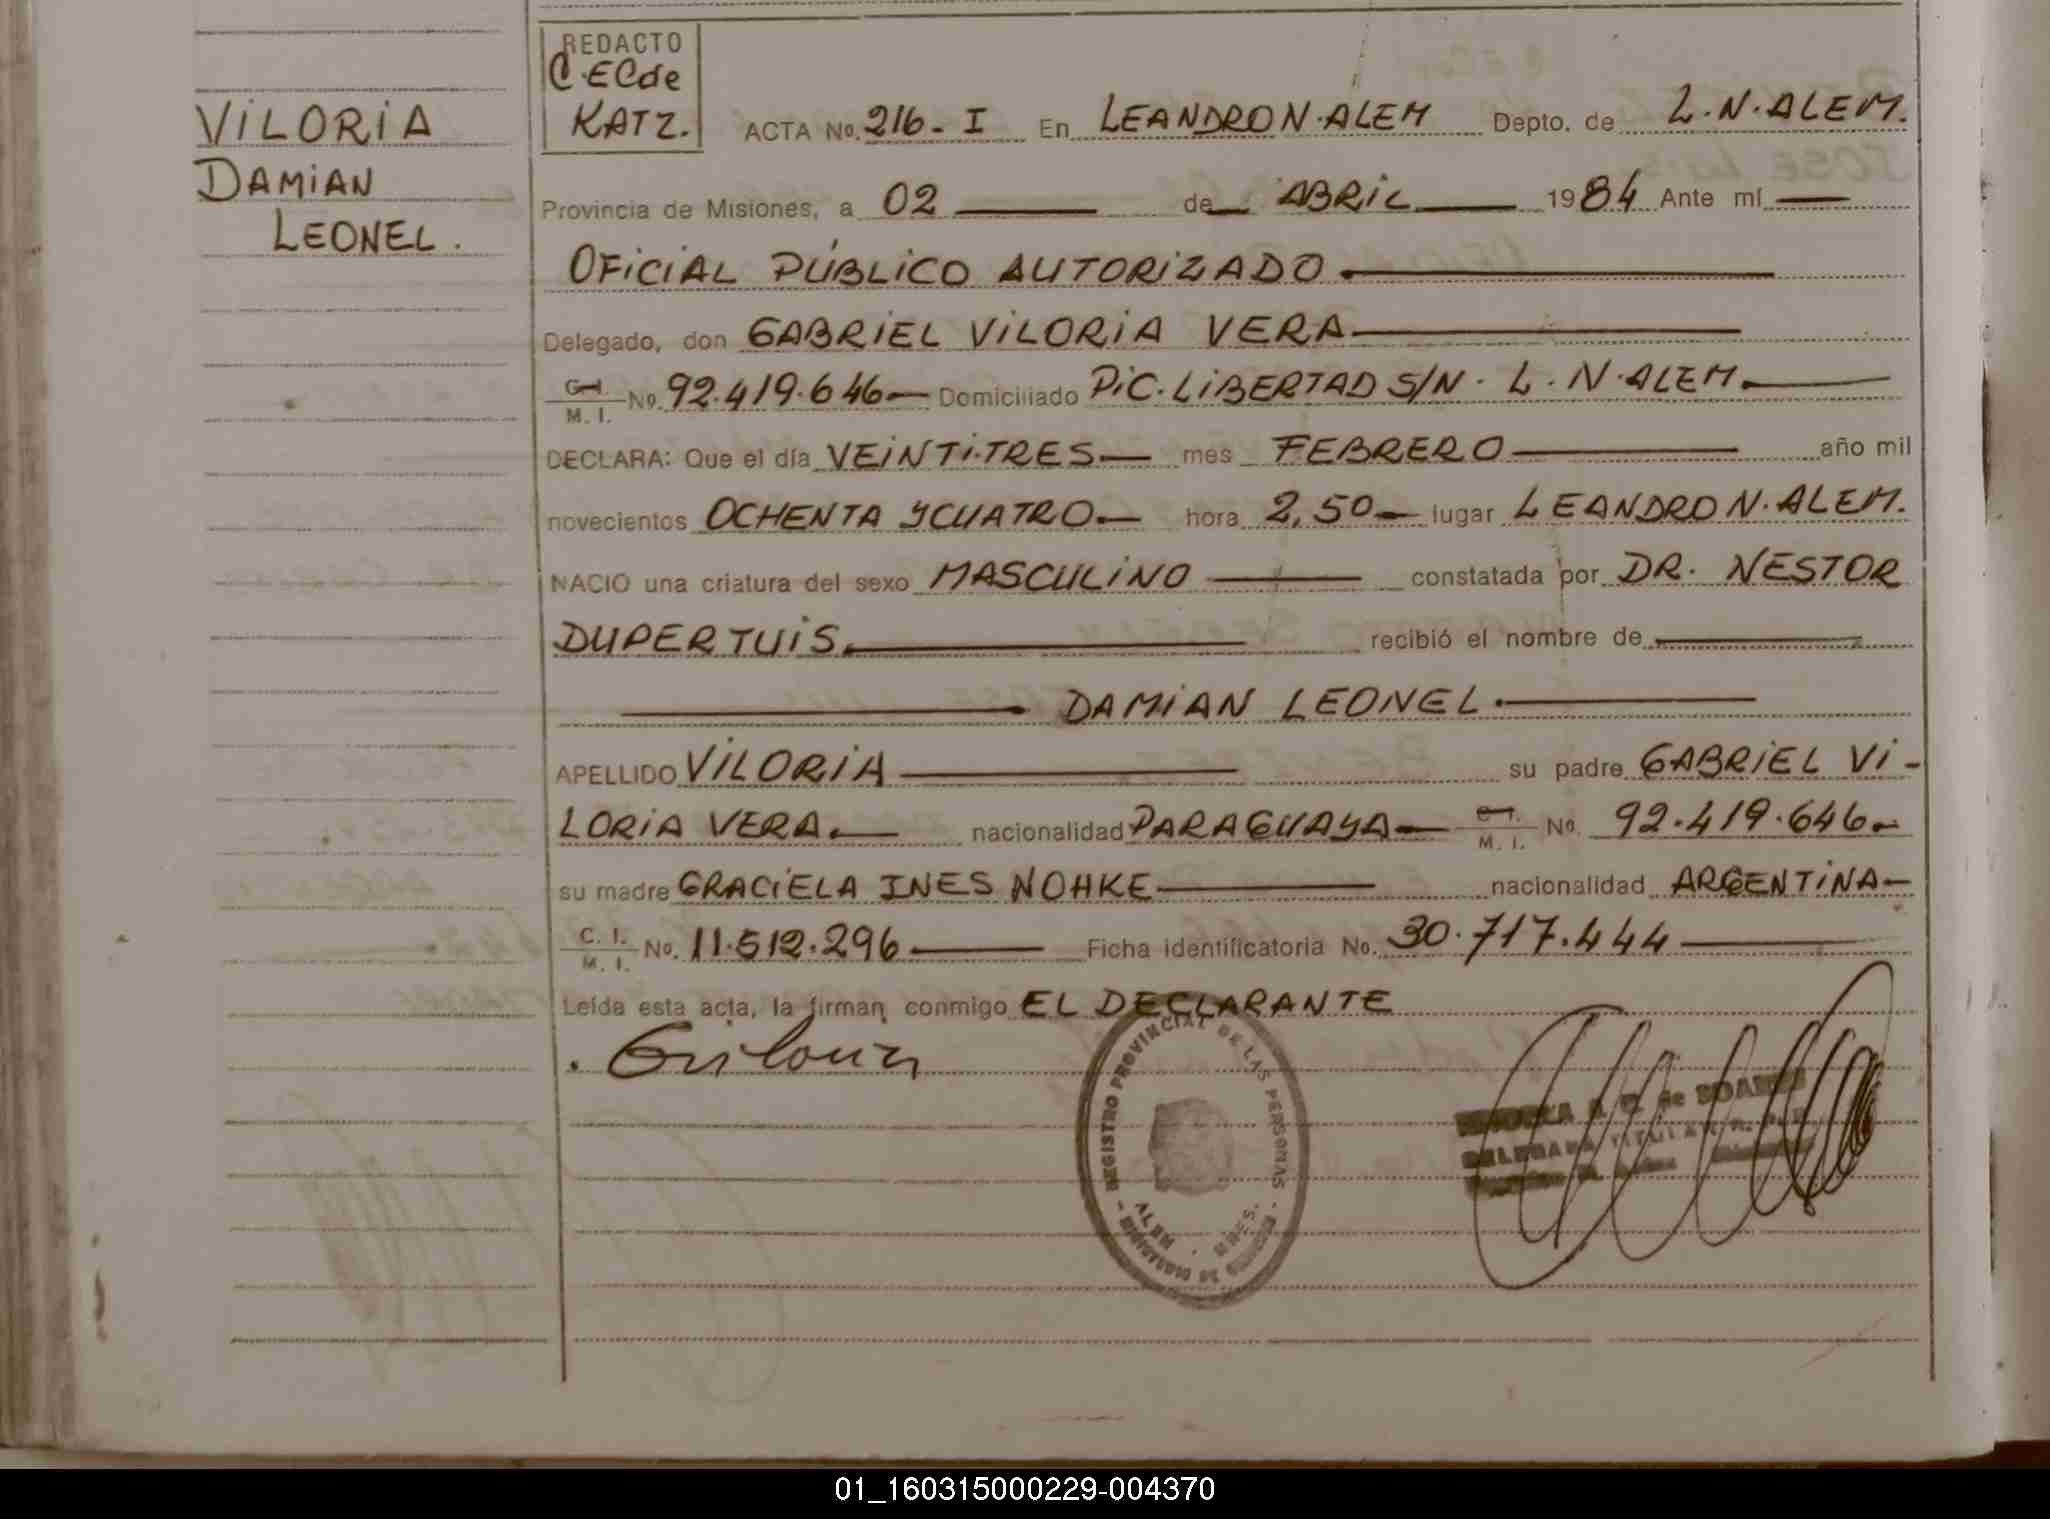 VILORIA
DAMIAN
LEONEL.
REDACTO
C.ECde
KATZ.
ACTA No. 216-I En LEANDRO N. ALEM Depto. de L.N.ALEM.
Provincia de Misiones, a 02 de ABRIL 1984 Ante mí
OFICIAL PÚBLICO AUTORIZADO
Delegado, don GABRIEL VILORIA VERA
C.I. M.I. No. 92.419.646 Domiciliado PIC. LIBERTAD S/N. L.N.ALEM.
DECLARA: Que el día VEINTITRES mes FEBRERO año mil
novecientos OCHENTA Y CUATRO hora 2,50 lugar LEANDRO N. ALEM.
NACIO una criatura del sexo MASCULINO constatada por DR. NESTOR
DUPERTUIS. recibió el nombre de
DAMIAN LEONEL.
APELLIDO VILORIA su padre GABRIEL VI-
LORIA VERA. nacionalidad PARAGUAYA C.I. M.I. No. 92.419.646
su madre GRACIELA INES NOHKE nacionalidad ARGENTINA
C.I. M.I. No. 11.512.296 Ficha identificatoria No. 30.717.444
Leída esta acta, la firman conmigo EL DECLARANTE
REGISTRO PROVINCIAL DE LAS PERSONAS
ALEM
de
01_160315000229-004370